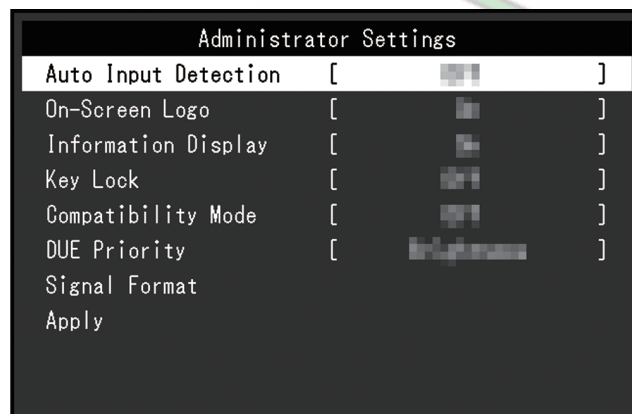 Administrator Settings
Auto Input Detection [ ]
On-Screen Logo [ ]
Information Display [ ]
Key Lock [ ]
Compatibility Mode [ ]
DUE Priority [ ]
Signal Format
Apply